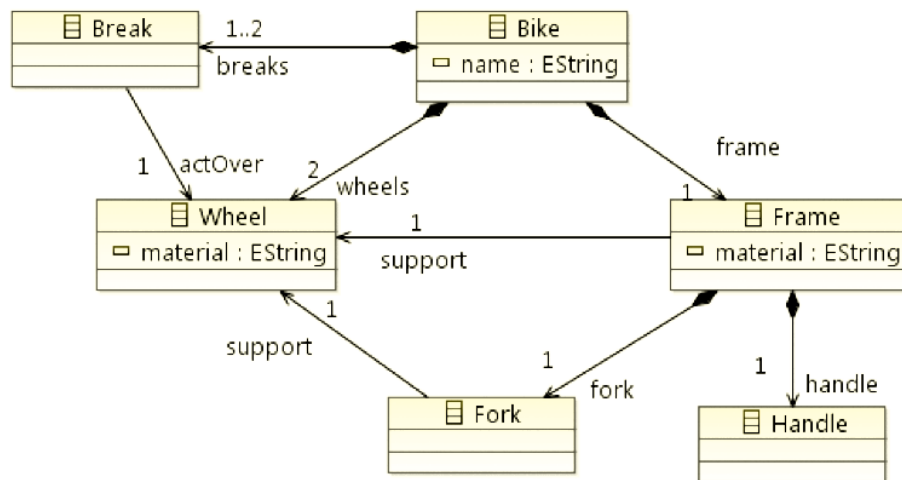 Break
1..2
breaks
Bike
name : EString
1
actOver
2
wheels
frame
1
Wheel
material : EString
1
support
Frame
material : EString
1
support
1
fork
1
handle
Fork
Handle